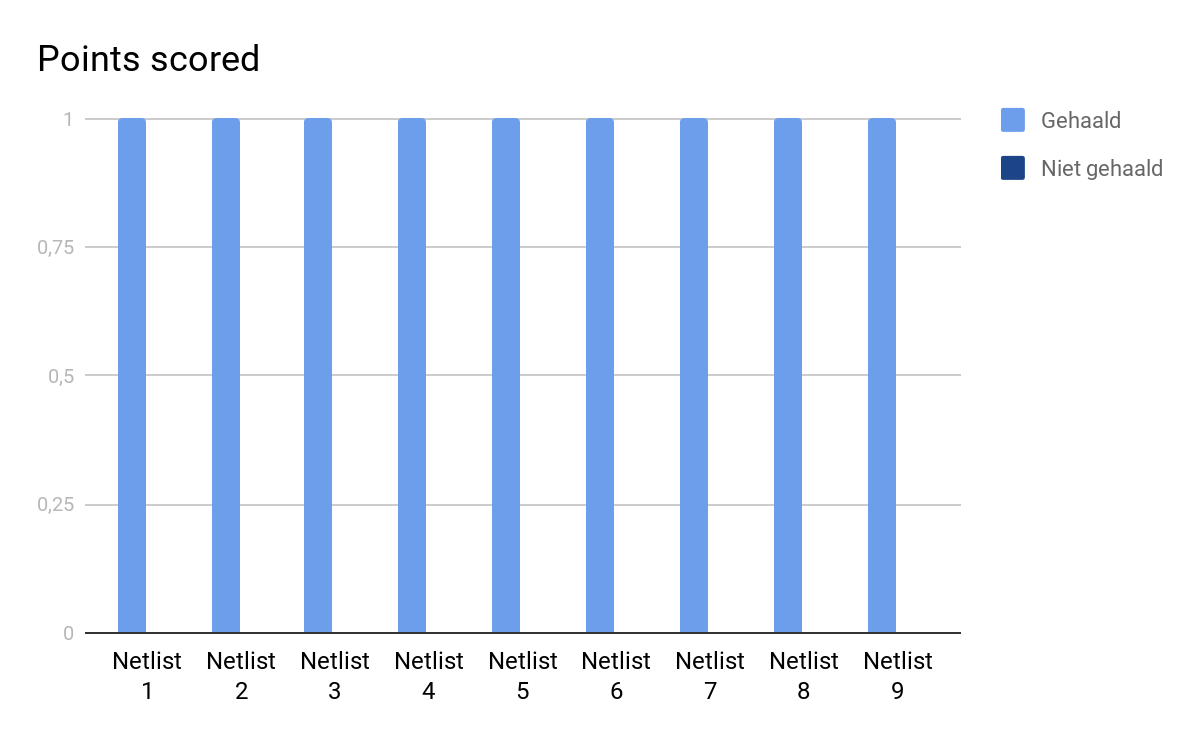 Points scored
1
0,75
0,5
0,25
0
Gehaald
Niet gehaald
Netlist 1
Netlist 2
Netlist 3
Netlist 4
Netlist 5
Netlist 6
Netlist 7
Netlist 8
Netlist 9